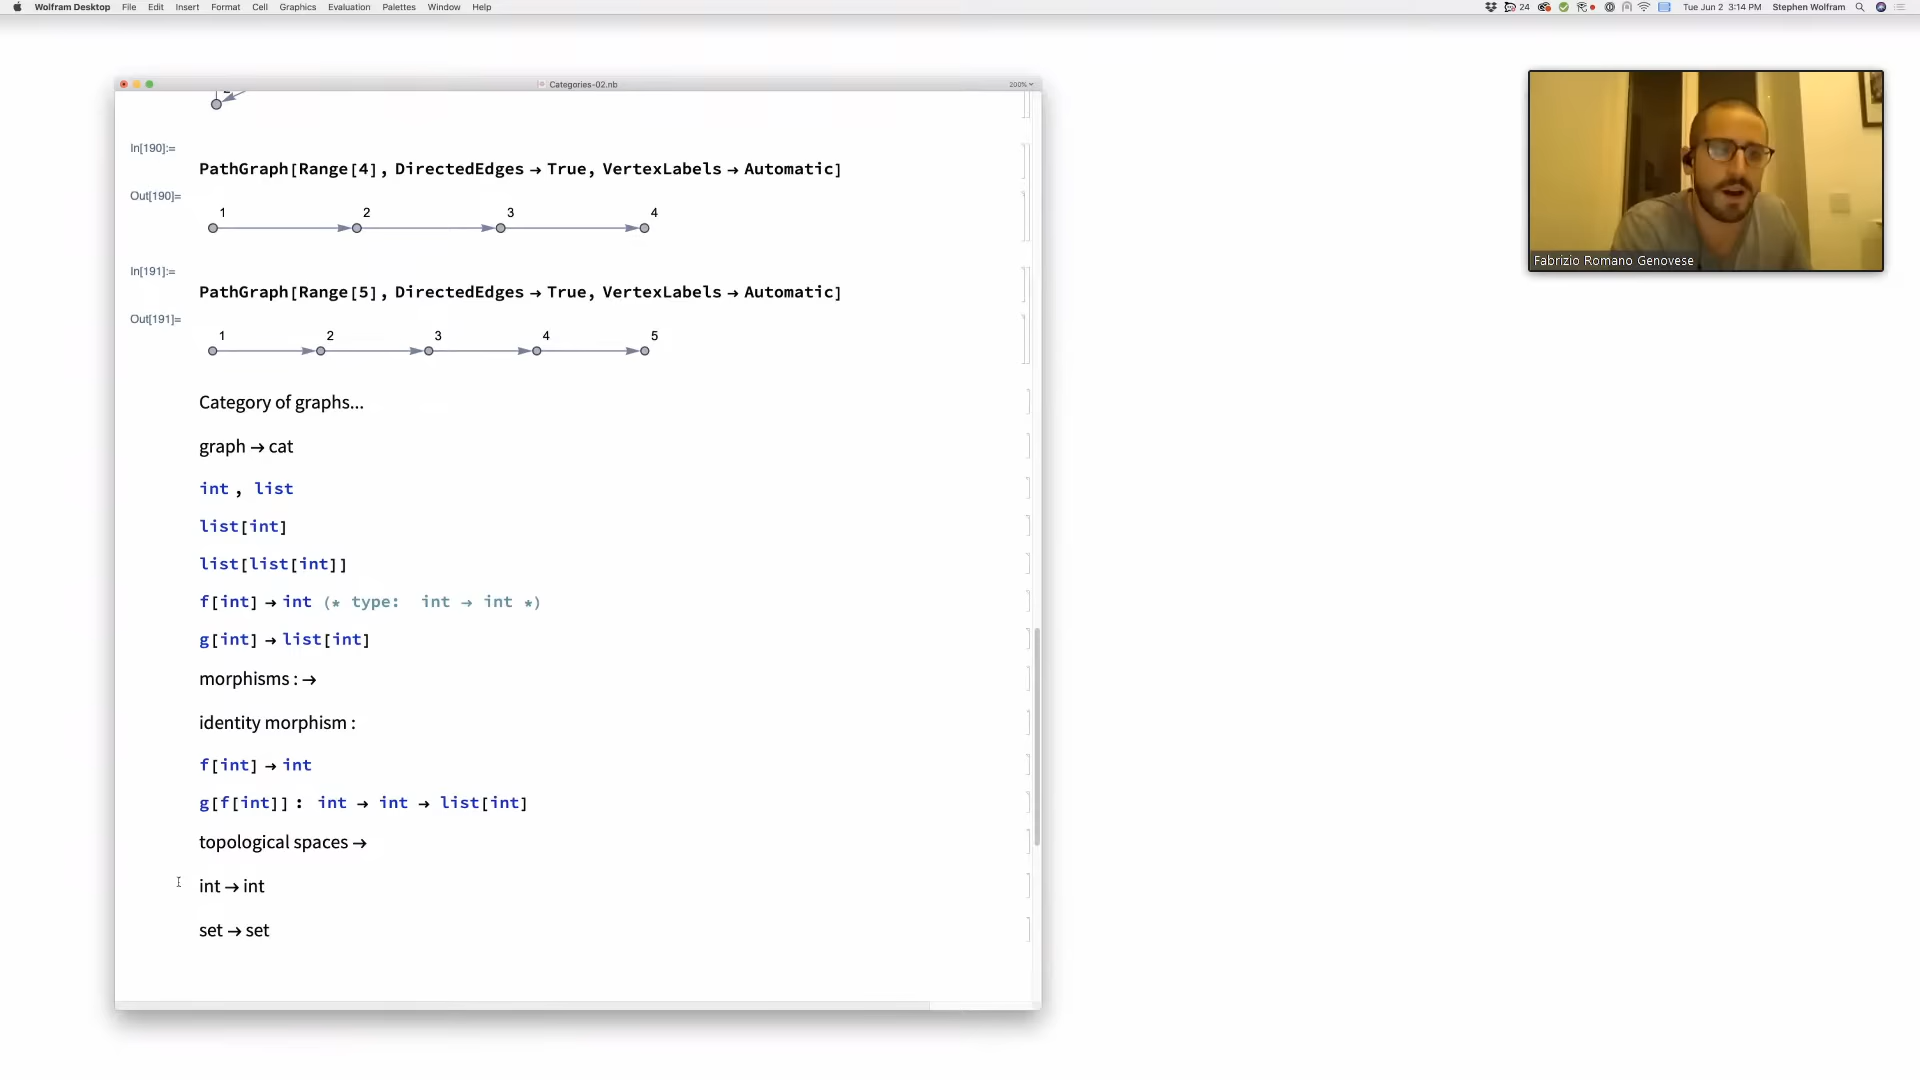 Wolfram Desktop File Edit Insert Format Cell Graphics Evaluation Palettes Window Help 24 Tue Jun 2 3:14 PM Stephen Wolfram
Categories-02.nb 200%
In[190]:=
PathGraph[Range[4], DirectedEdges → True, VertexLabels → Automatic]
Out[190]=
1 2 3 4
In[191]:=
PathGraph[Range[5], DirectedEdges → True, VertexLabels → Automatic]
Out[191]=
1 2 3 4 5
Category of graphs...
graph → cat
int , list
list[int]
list[list[int]]
f[int] → int (* type: int → int *)
g[int] → list[int]
morphisms : →
identity morphism :
f[int] → int
g[f[int]] : int → int → list[int]
topological spaces →
int → int
set → set
Fabrizio Romano Genovese